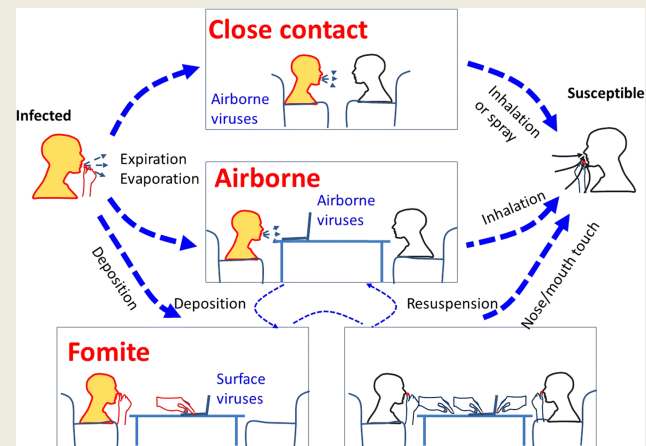 Close contact
Airborne
viruses
Infected
Susceptible
Inhalation
or spray
Expiration
Evaporation
Airborne
Airborne
viruses
Inhalation
Deposition
Deposition
Resuspension
Nose/mouth touch
Fomite
Surface
viruses